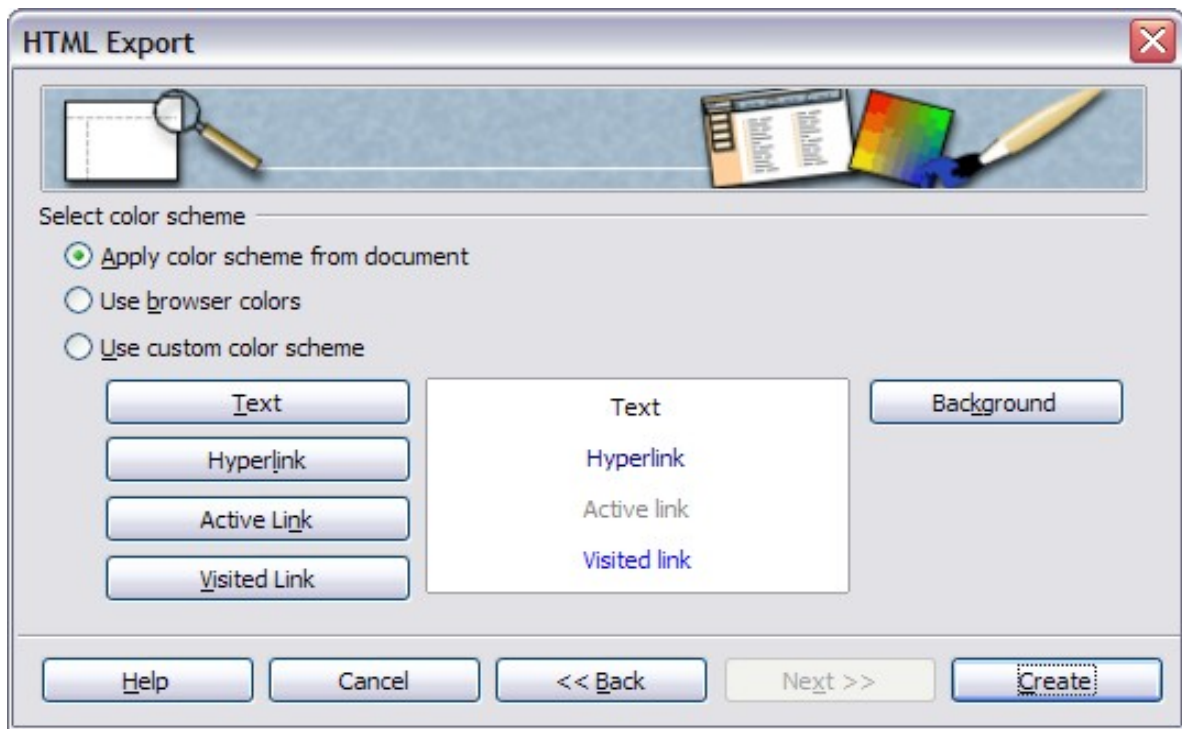 HTML Export
Select color scheme
Apply color scheme from document
Use browser colors
Use custom color scheme
Text
Text
Background
Hyperlink
Hyperlink
Active Link
Active link
Visited Link
Visited link
Help
Cancel
<< Back
Next >>
Create